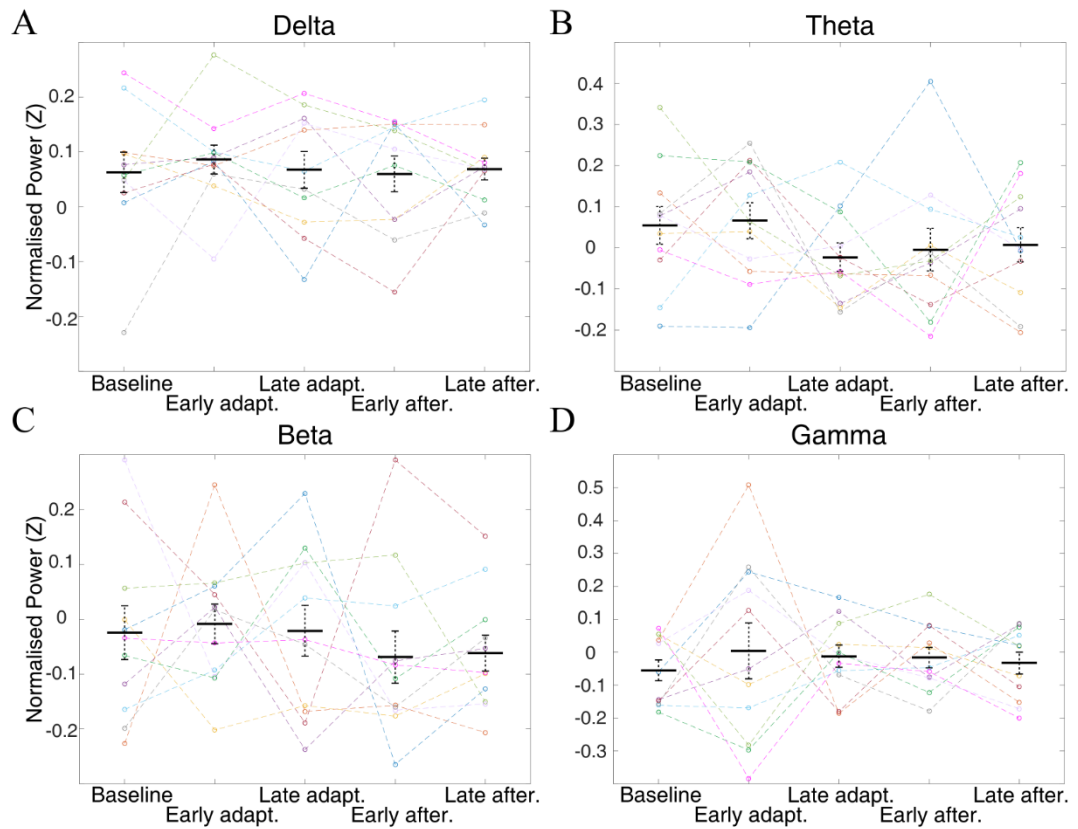 A
Delta
Normalised Power (Z)
0.2
0.1
0
-0.1
-0.2
Baseline
Early adapt.
Late adapt.
Early after.
Late after.
B
Theta
0.4
0.3
0.2
0.1
0
-0.1
-0.2
Baseline
Early adapt.
Late adapt.
Early after.
Late after.
C
Beta
Normalised Power (Z)
0.2
0.1
0
-0.1
-0.2
Baseline
Early adapt.
Late adapt.
Early after.
Late after.
D
Gamma
0.5
0.4
0.3
0.2
0.1
0
-0.1
-0.2
-0.3
Baseline
Early adapt.
Late adapt.
Early after.
Late after.